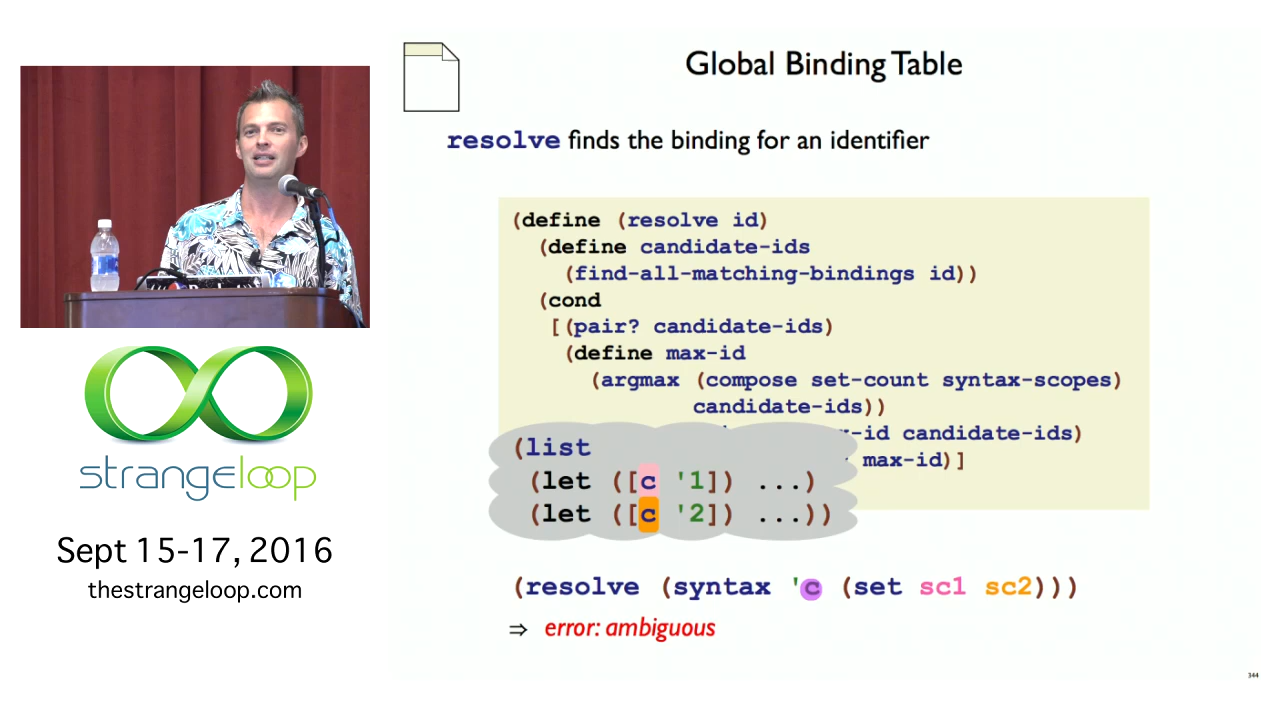 Global Binding Table
resolve finds the binding for an identifier
(define (resolve id)
(define candidate-ids
(find-all-matching-bindings id))
(cond
[(pair? candidate-ids)
(define max-id
(argmax (compose set-count syntax-scopes)
candidate-ids))
-id candidate-ids)
max-id)]
(list
(let ([c '1]) ...)
(let ([c '2]) ...))
(resolve (syntax 'c (set sc1 sc2)))
⇒ error: ambiguous
344
strangeloop
Sept 15-17, 2016
thestrangeloop.com